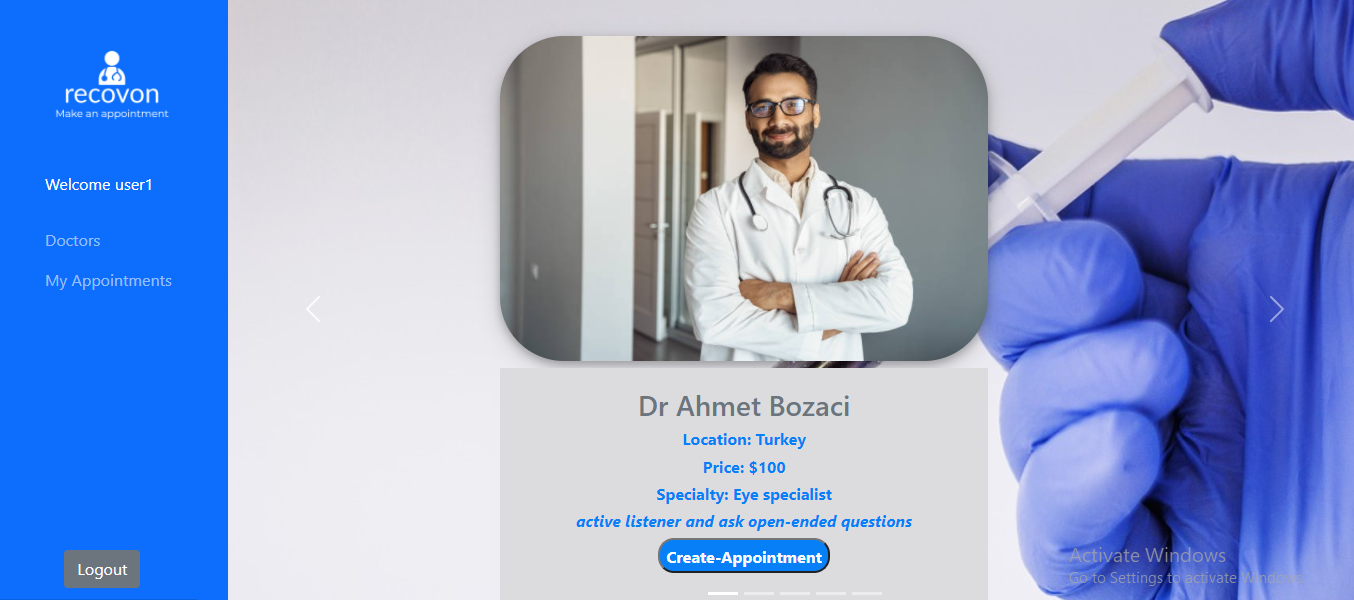 recovon
Make an appointment
Welcome user1
Doctors
My Appointments
Logout
Dr Ahmet Bozaci
Location: Turkey
Price: $100
Specialty: Eye specialist
active listener and ask open-ended questions
Create-Appointment
Activate Windows
Go to Settings to activate Windows.